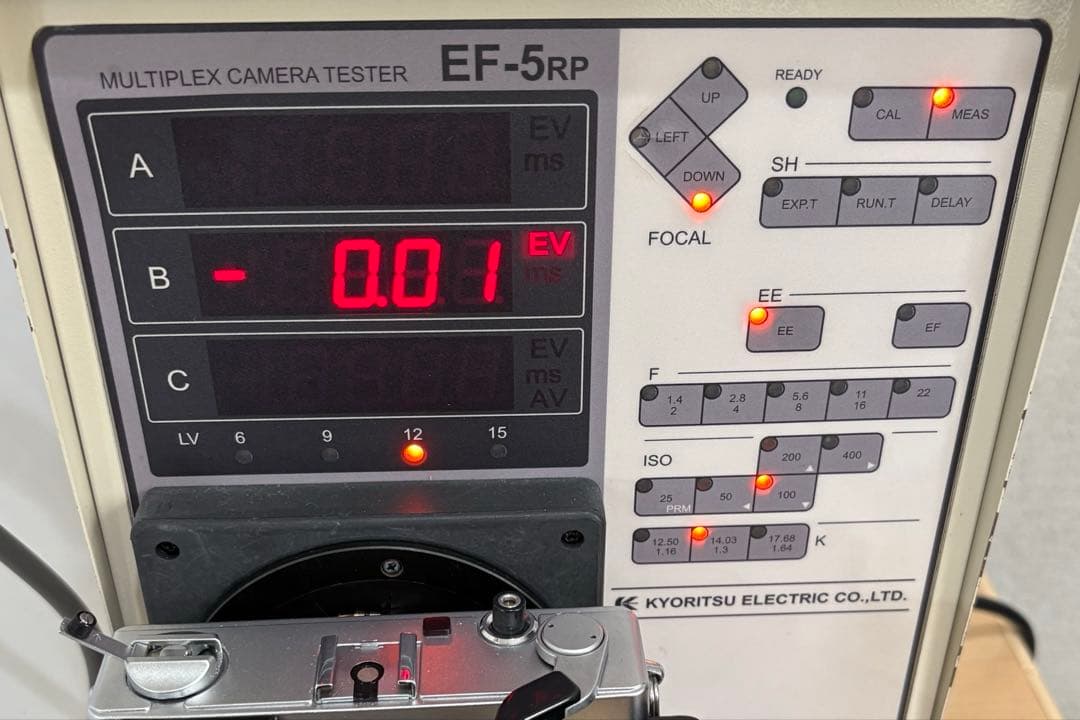 MULTIPLEX CAMERA TESTER EF-5RP
A EV
ms
B - 0.01 EV
ms
C EV
ms
AV
LV 6 9 12 15
UP
LEFT
DOWN
FOCAL
READY
CAL MEAS
SH
EXP.T RUN.T DELAY
EE
EE EF
F
1.4 2.8 5.6 11 22
2 4 8 16
ISO
200 400
25 50 100
PRM
12.50 14.03 17.68 K
1.16 1.3 1.64
KYORITSU ELECTRIC CO.,LTD.